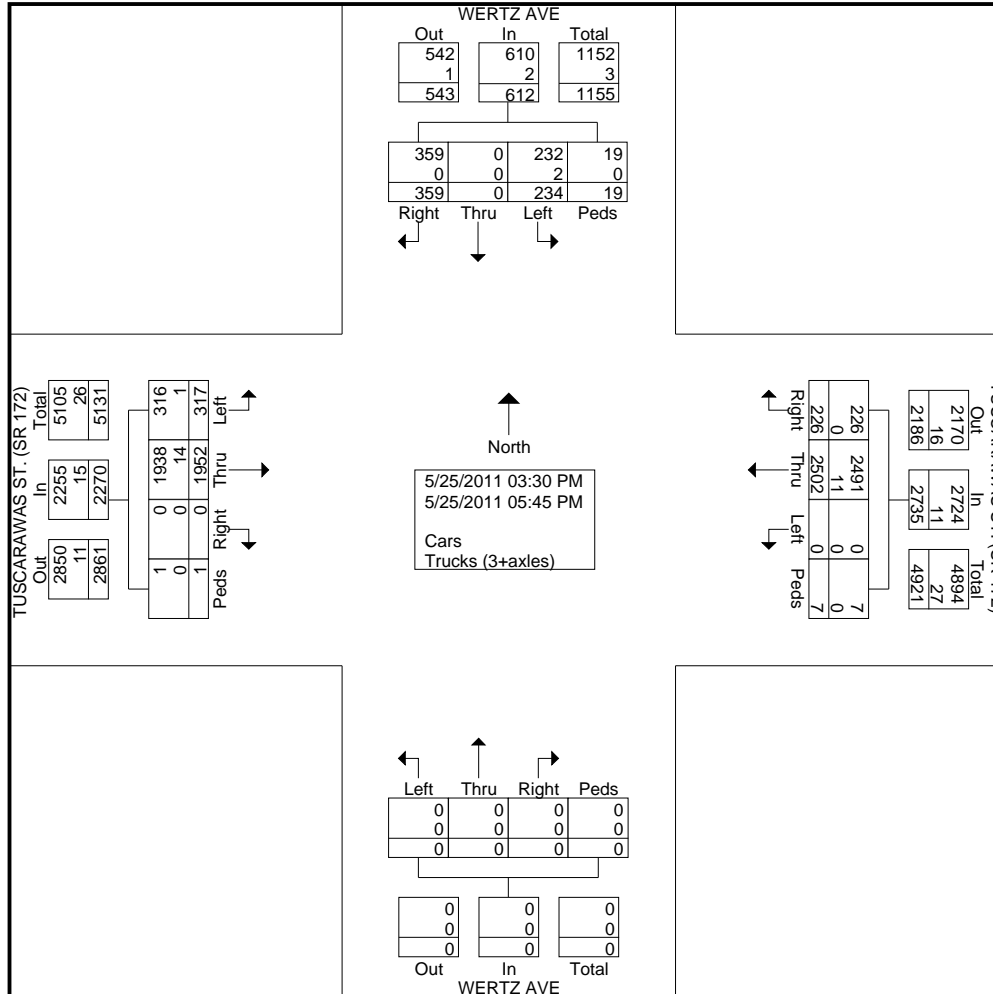 WERTZ AVE
Out In Total
542 610 1152
1 2 3
543 612 1155
359 0 232 19
0 0 2 0
359 0 234 19
Right Thru Left Peds
TUSCARAWAS ST. (SR 172)
Total In Out
5105 2255 2850
26 15 11
5131 2270 2861
316 1938 0 1
1 14 0 0
317 1952 0 1
Left Thru Right Peds
North
5/25/2011 03:30 PM
5/25/2011 05:45 PM
Cars
Trucks (3+axles)
Out In Total
2170 2724 4894
16 11 27
2186 2735 4921
226 2491 0 7
0 11 0 0
226 2502 0 7
Right Thru Left Peds
Left Thru Right Peds
0 0 0 0
0 0 0 0
0 0 0 0
0 0 0
0 0 0
0 0 0
Out In Total
WERTZ AVE